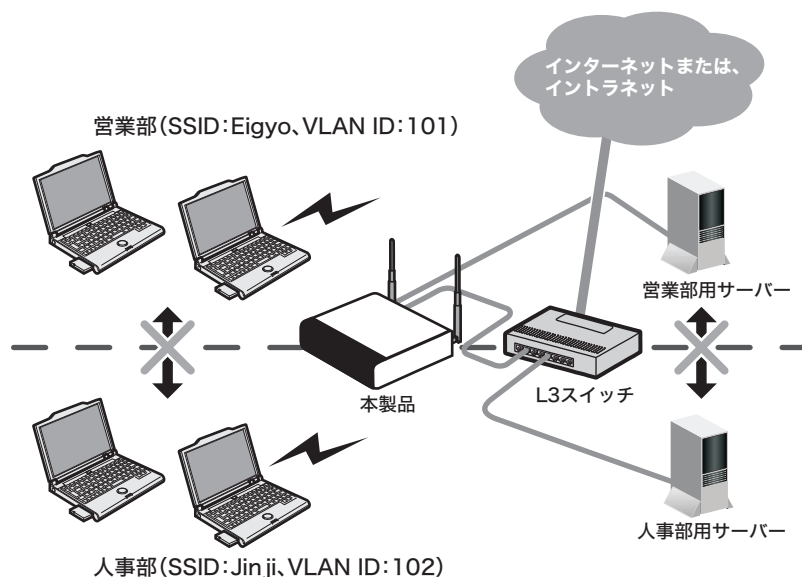 インターネットまたは、
イントラネット
営業部(SSID:Eigyo、VLAN ID:101)
営業部用サーバー
本製品
L3スイッチ
人事部用サーバー
人事部(SSID:Jinji、VLAN ID:102)